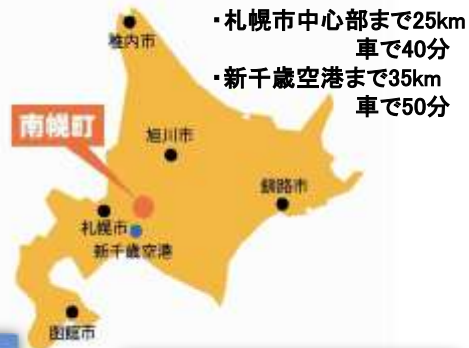 ・札幌市中心部まで25km
車で40分
・新千歳空港まで35km
車で50分
稚内市
南幌町
旭川市
釧路市
札幌市
新千歳空港
函館市